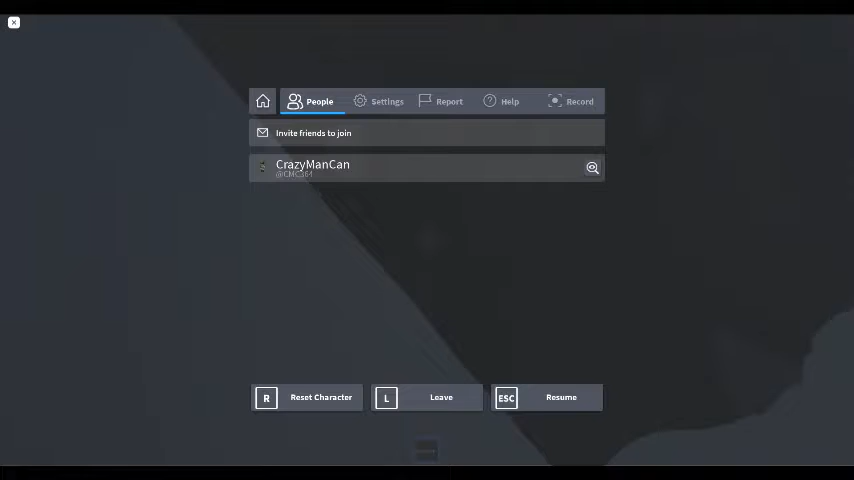 People Settings Report Help Record
Invite friends to join
CrazyManCan
R Reset Character L Leave ESC Resume